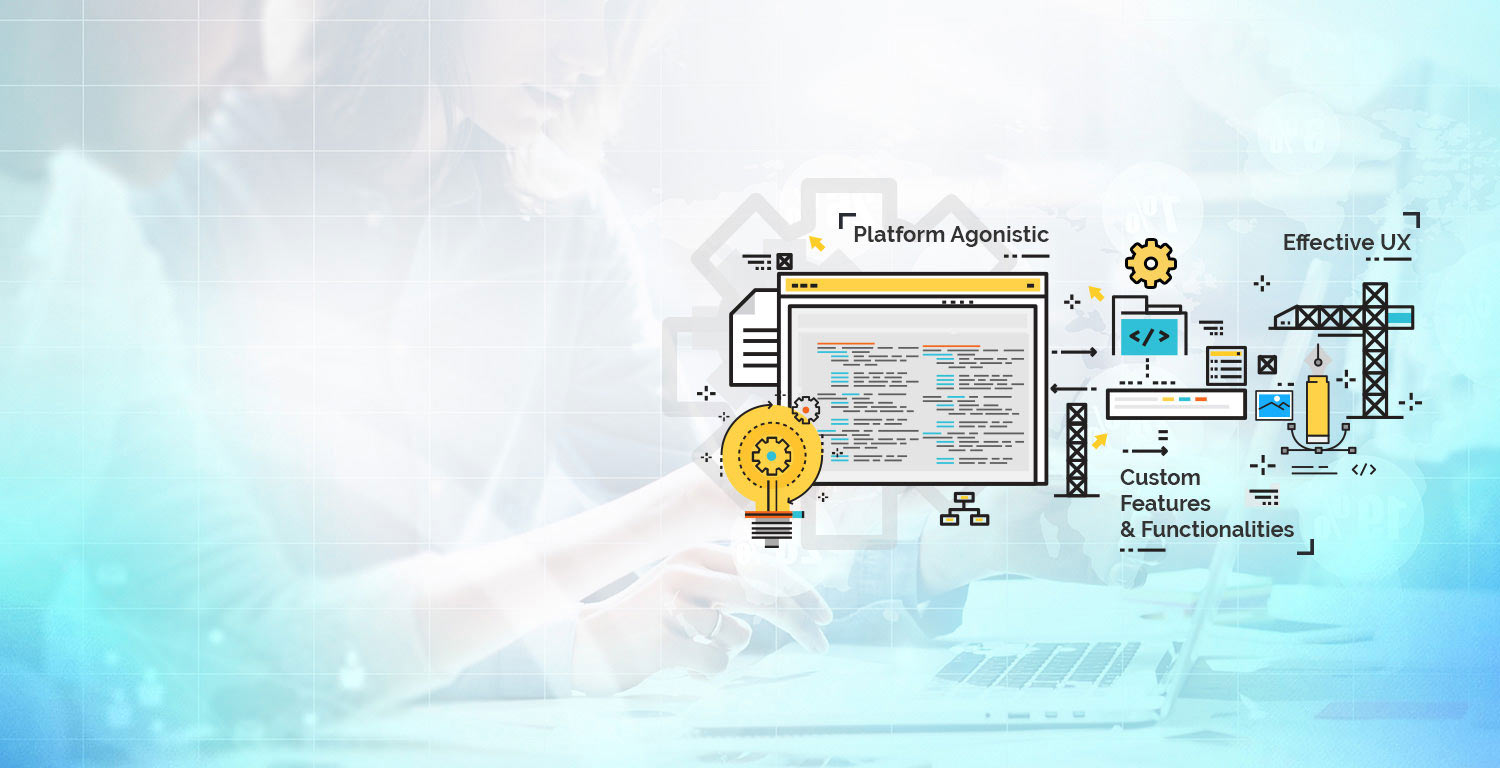 Platform Agonistic
Effective UX
</>
Custom
Features
& Functionalities
</>